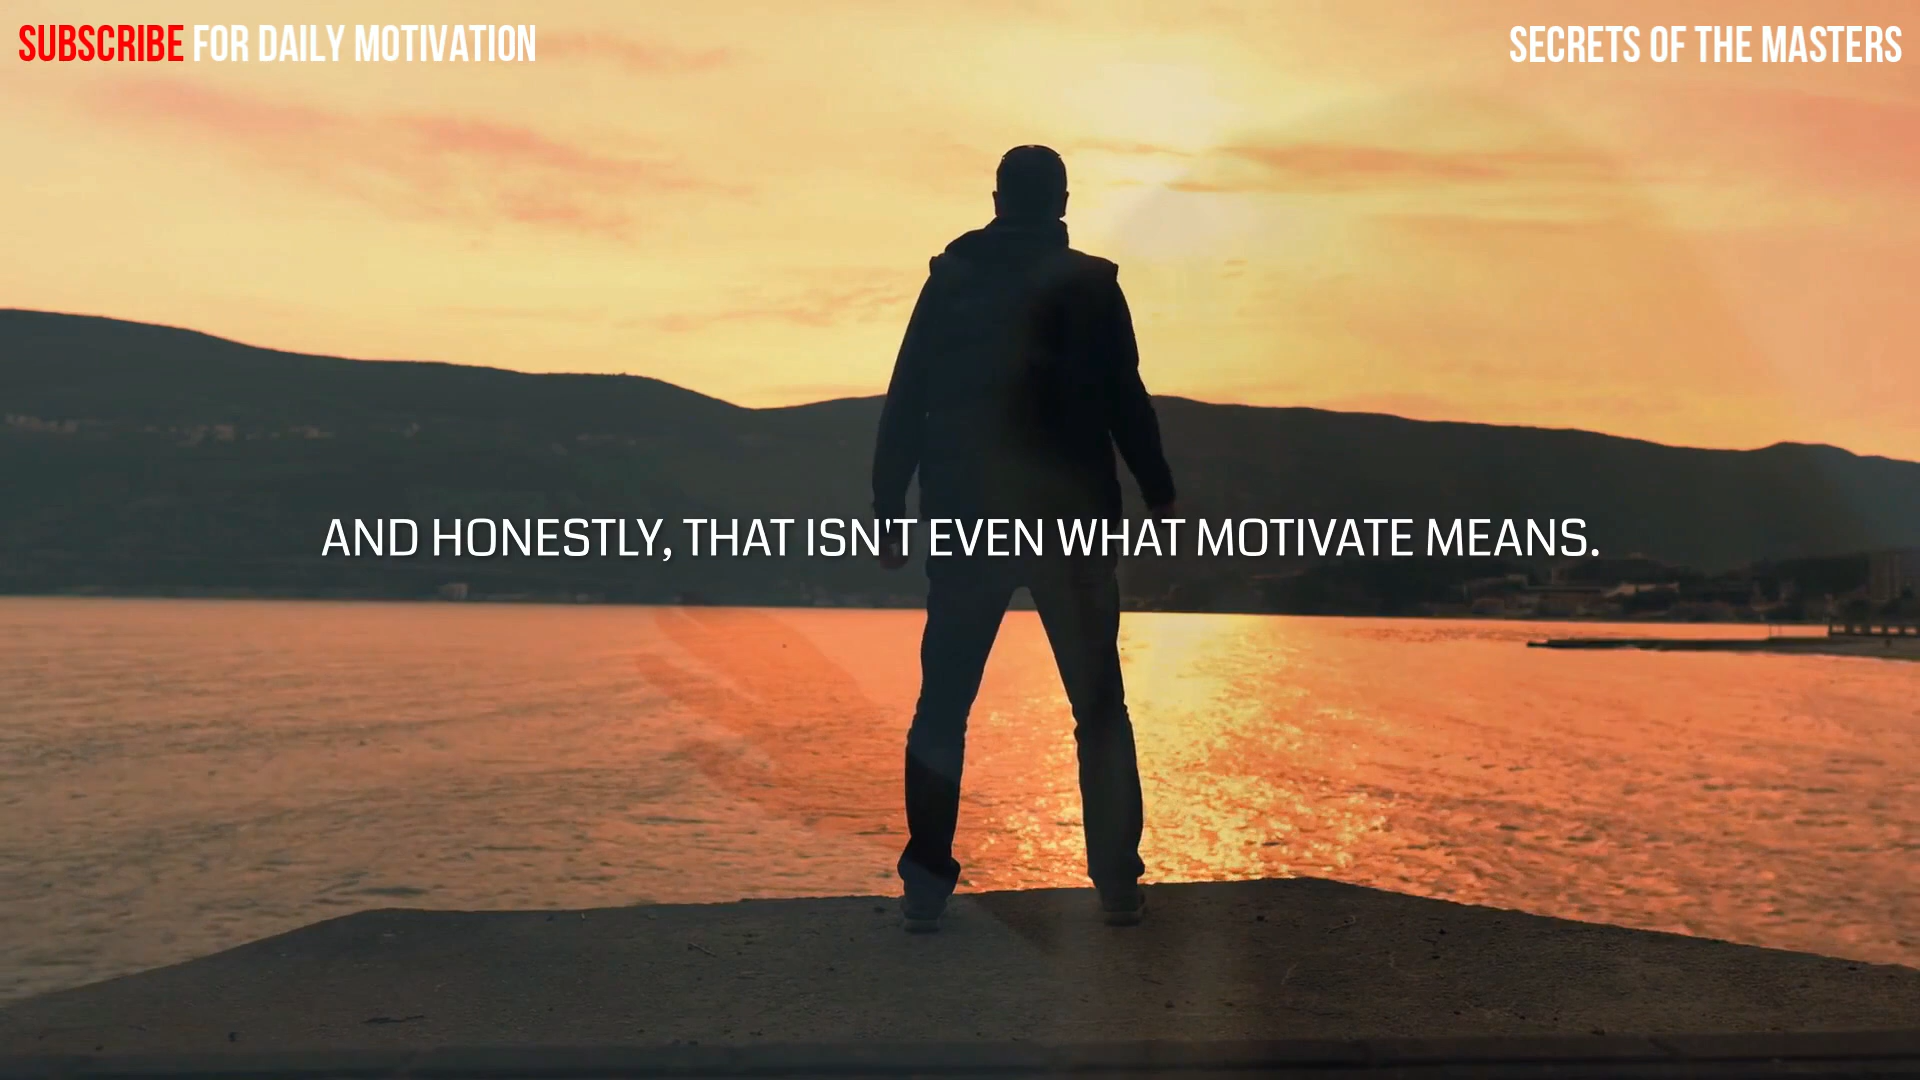 SUBSCRIBE FOR DAILY MOTIVATION
SECRETS OF THE MASTERS
AND HONESTLY, THAT ISN'T EVEN WHAT MOTIVATE MEANS.